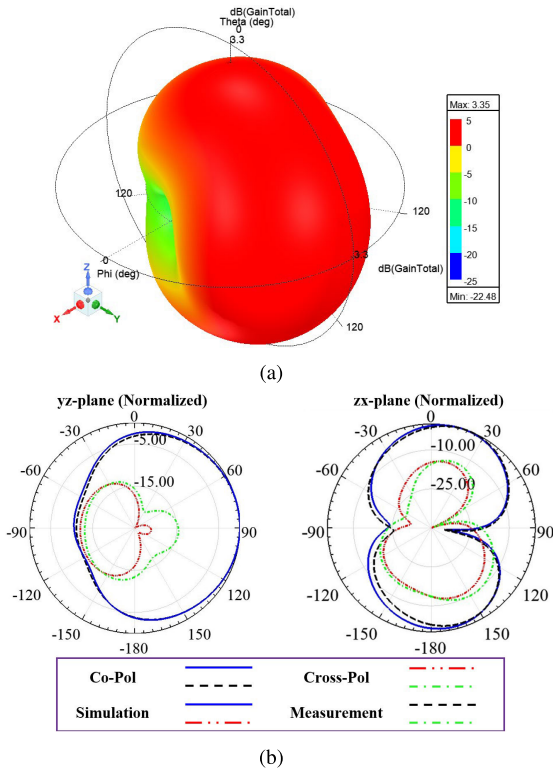 dB(GainTotal)
Theta (deg)
0
3.3
Max: 3.35
5
0
-5
-10
-15
-20
-25
Min: -22.48
120
120
0
Phi (deg)
3.3
dB(GainTotal)
120
Z
X
Y
(a)
yz-plane (Normalized)
0
-30
30
-60
60
-90
90
-120
120
-150
150
-180
-5.00
-15.00
zx-plane (Normalized)
0
-30
30
-60
60
-90
90
-120
120
-150
150
-180
-10.00
-25.00
Co-Pol
Cross-Pol
Simulation
Measurement
(b)